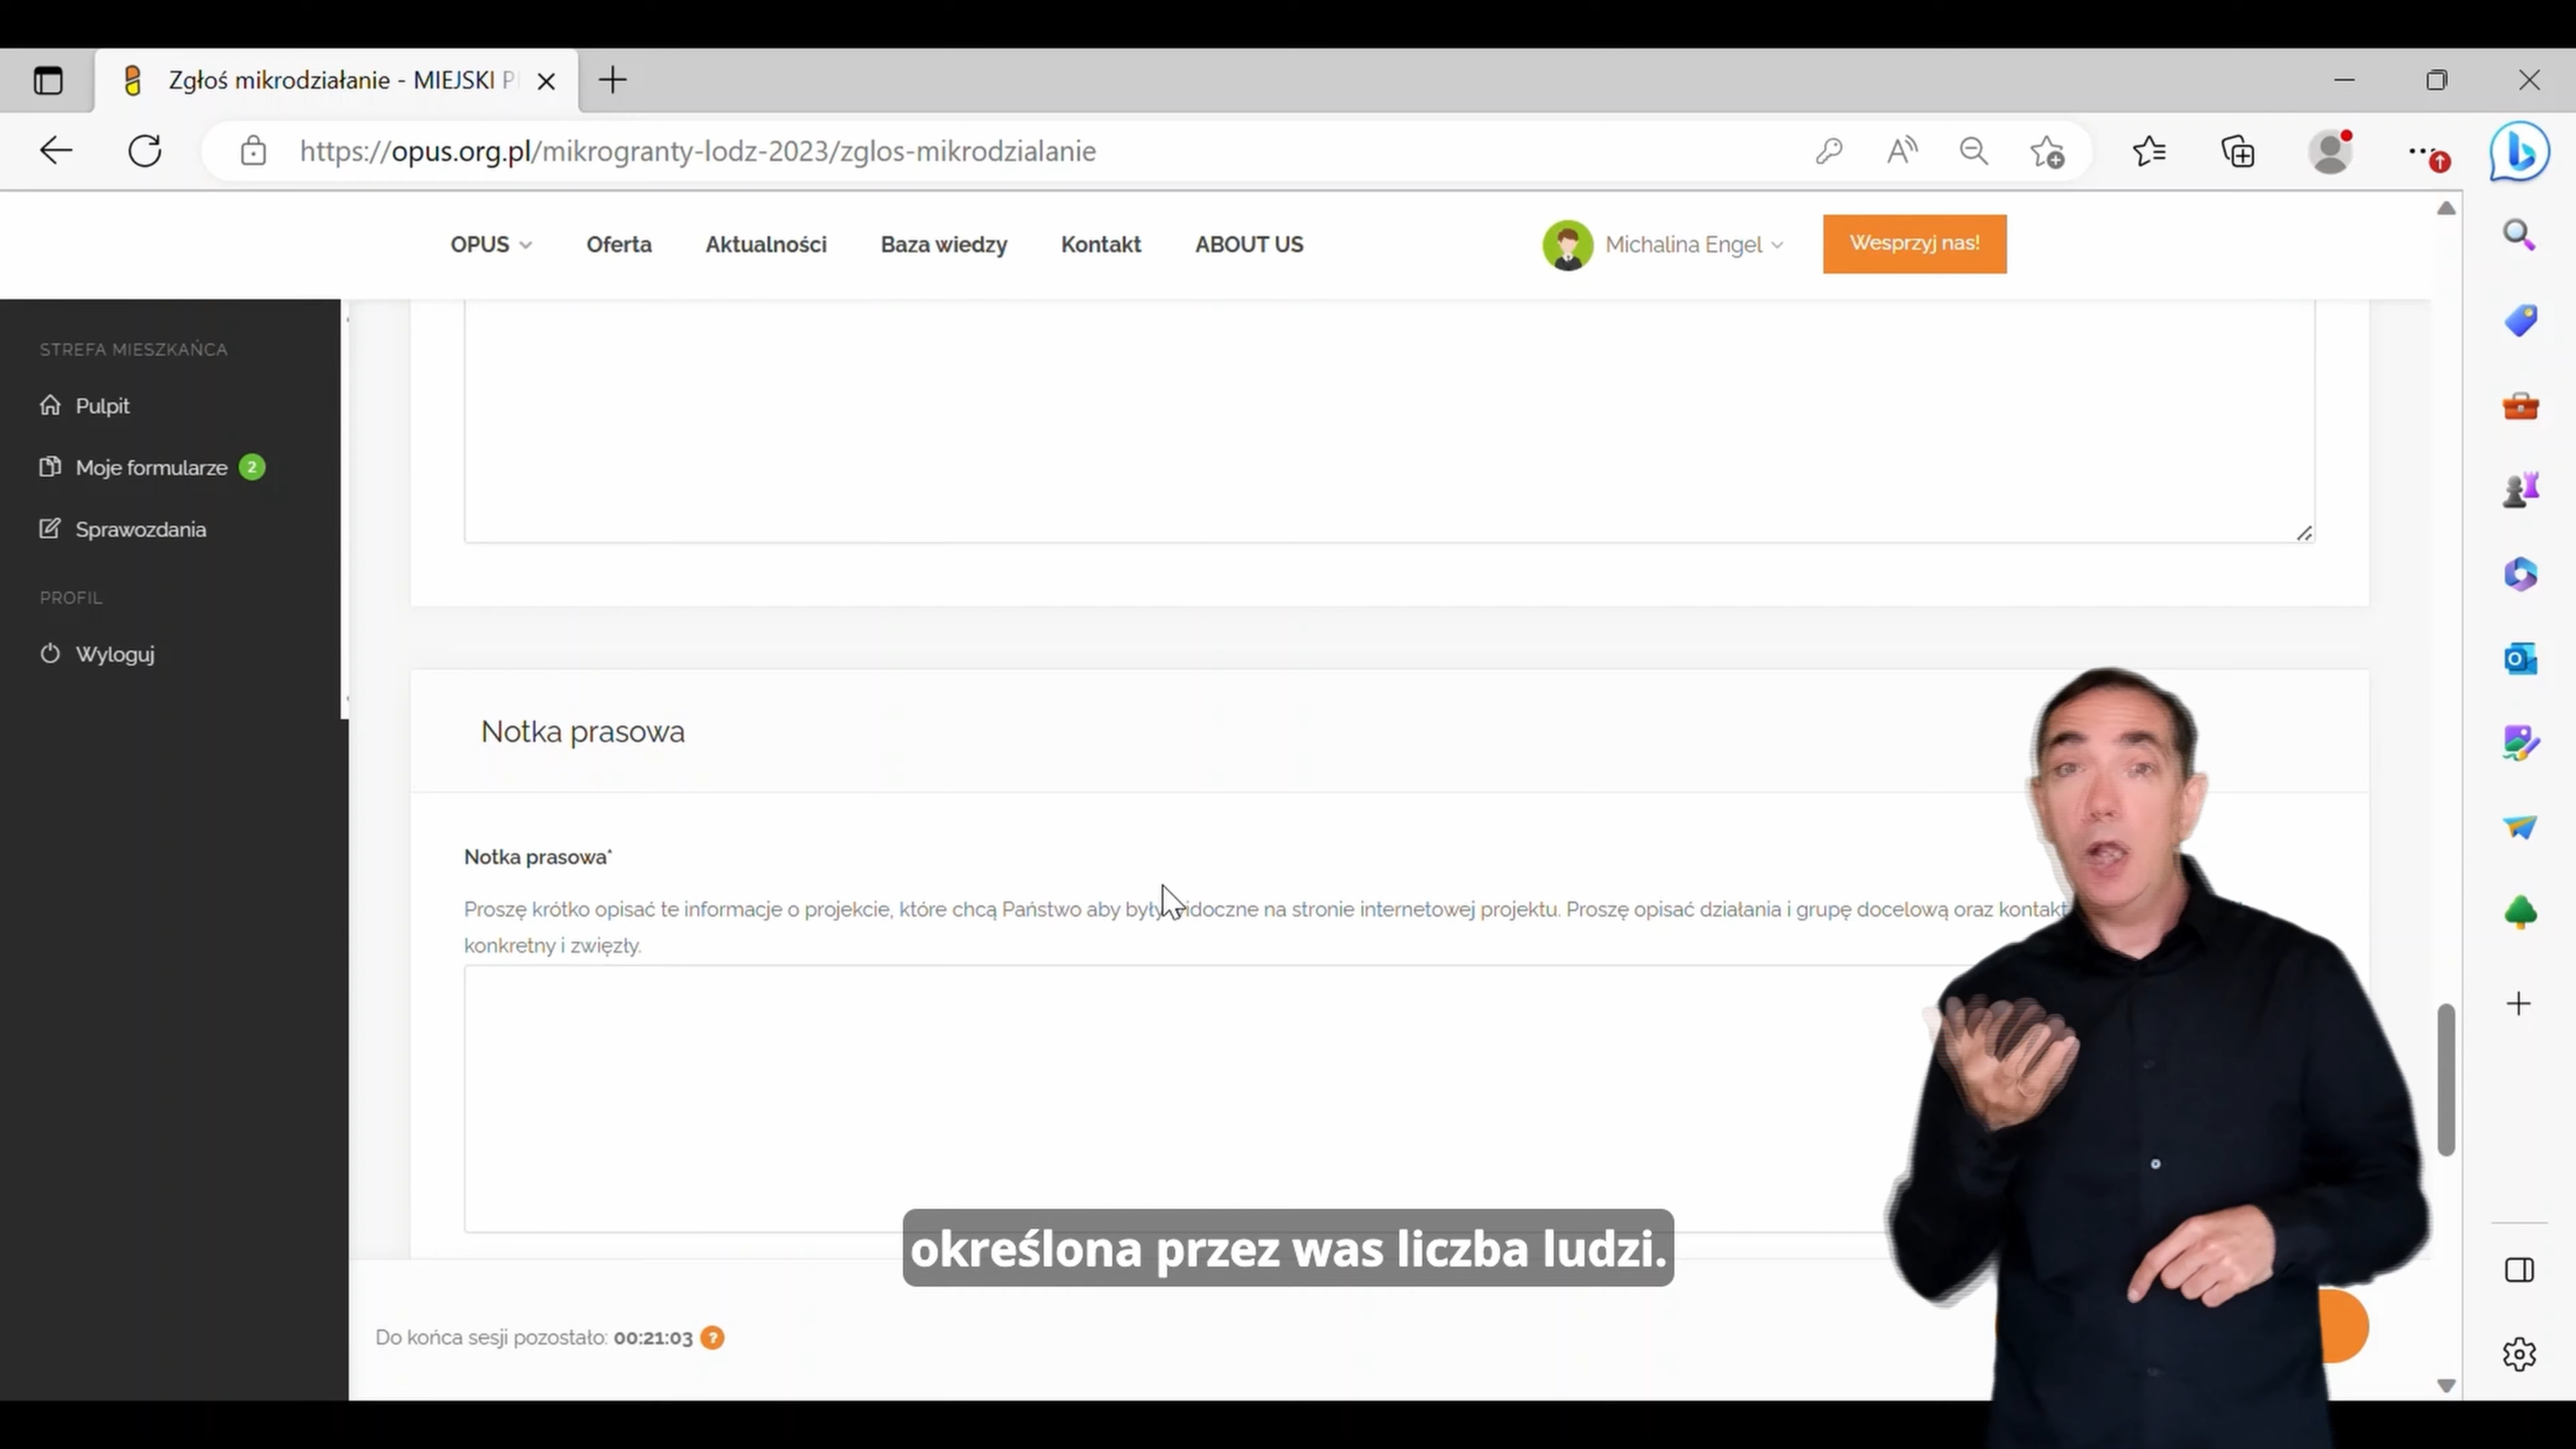 Zgłoś mikrodziałanie - MIEJSKI P
https://opus.org.pl/mikrogranty-lodz-2023/zglos-mikrodzialanie
OPUS
Oferta
Aktualności
Baza wiedzy
Kontakt
ABOUT US
Michalina Engel
Wesprzyj nas!
STREFA MIESZKAŃCA
Pulpit
Moje formularze 2
Sprawozdania
PROFIL
Wyloguj
Notka prasowa
Notka prasowa*
Proszę krótko opisać te informacje o projekcie, które chcą Państwo aby były widoczne na stronie internetowej projektu. Proszę opisać działania i grupę docelową oraz kontakt
konkretny i zwięzły.
określona przez was liczba ludzi.
Do końca sesji pozostało: 00:21:03 ?